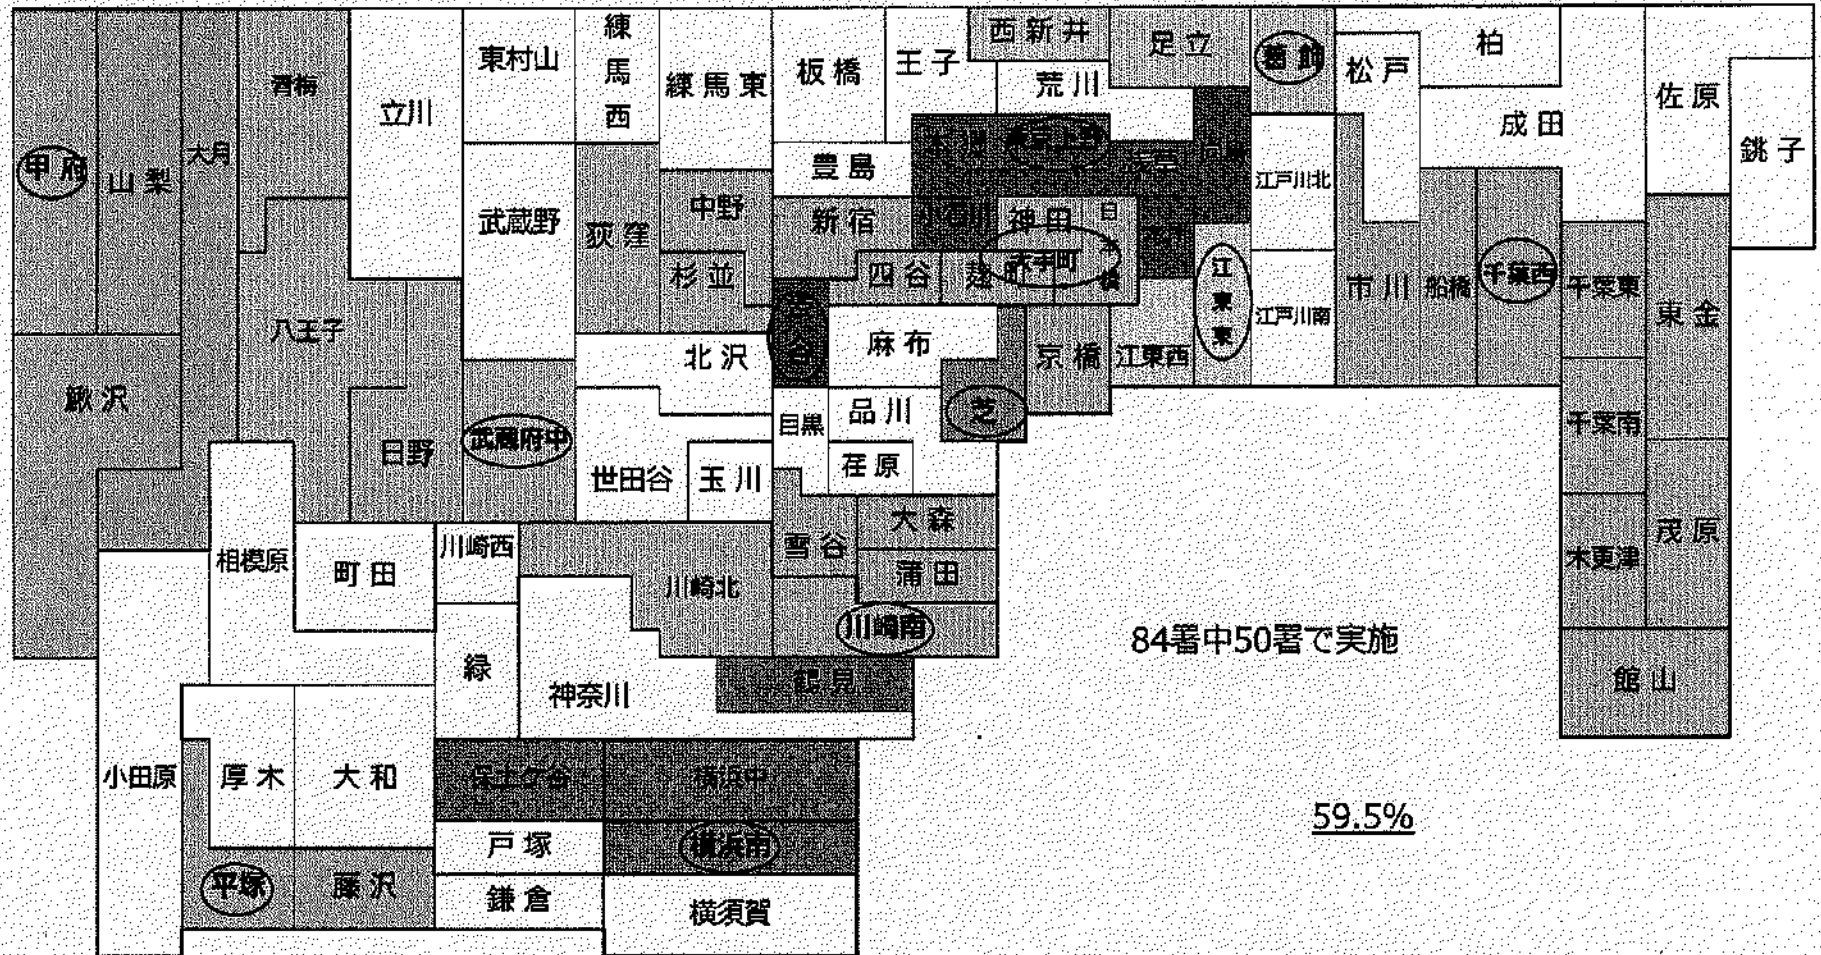 甲府
山梨
大月
青梅
立川
東村山
練馬西
練馬東
板橋
王子
西新井
足立
葛飾
松戸
柏
佐原
銚子
荒川
成田
武蔵野
荻窪
中野
杉並
豊島
新宿
四谷
神田
日本橋
大手町
小石川
東京上野
浅草
江戸川北
江戸川南
江東東
江東西
市川
船橋
千葉西
千葉東
東金
八王子
鰍沢
日野
武蔵府中
北沢
麻布
京橋
芝
目黒
品川
荏原
世田谷
玉川
千葉南
木更津
茂原
館山
相模原
町田
川崎西
川崎北
雪谷
大森
蒲田
川崎南
緑
神奈川
鶴見
84署中50署で実施
59.5%
小田原
厚木
大和
保土ケ谷
横浜中
戸塚
横浜南
平塚
藤沢
鎌倉
横須賀